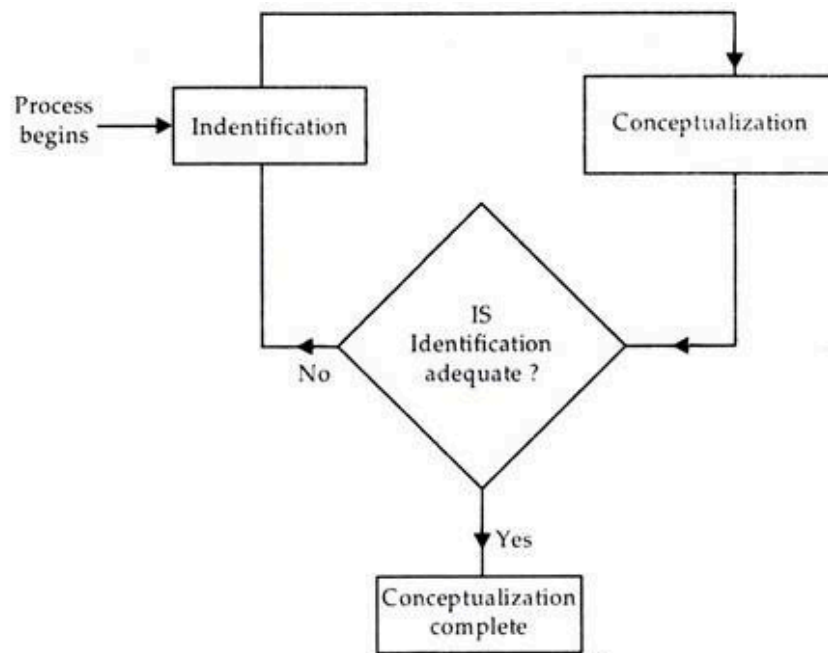 Process
begins
Indentification
Conceptualization
IS
Identification
adequate ?
No
Yes
Conceptualization
complete